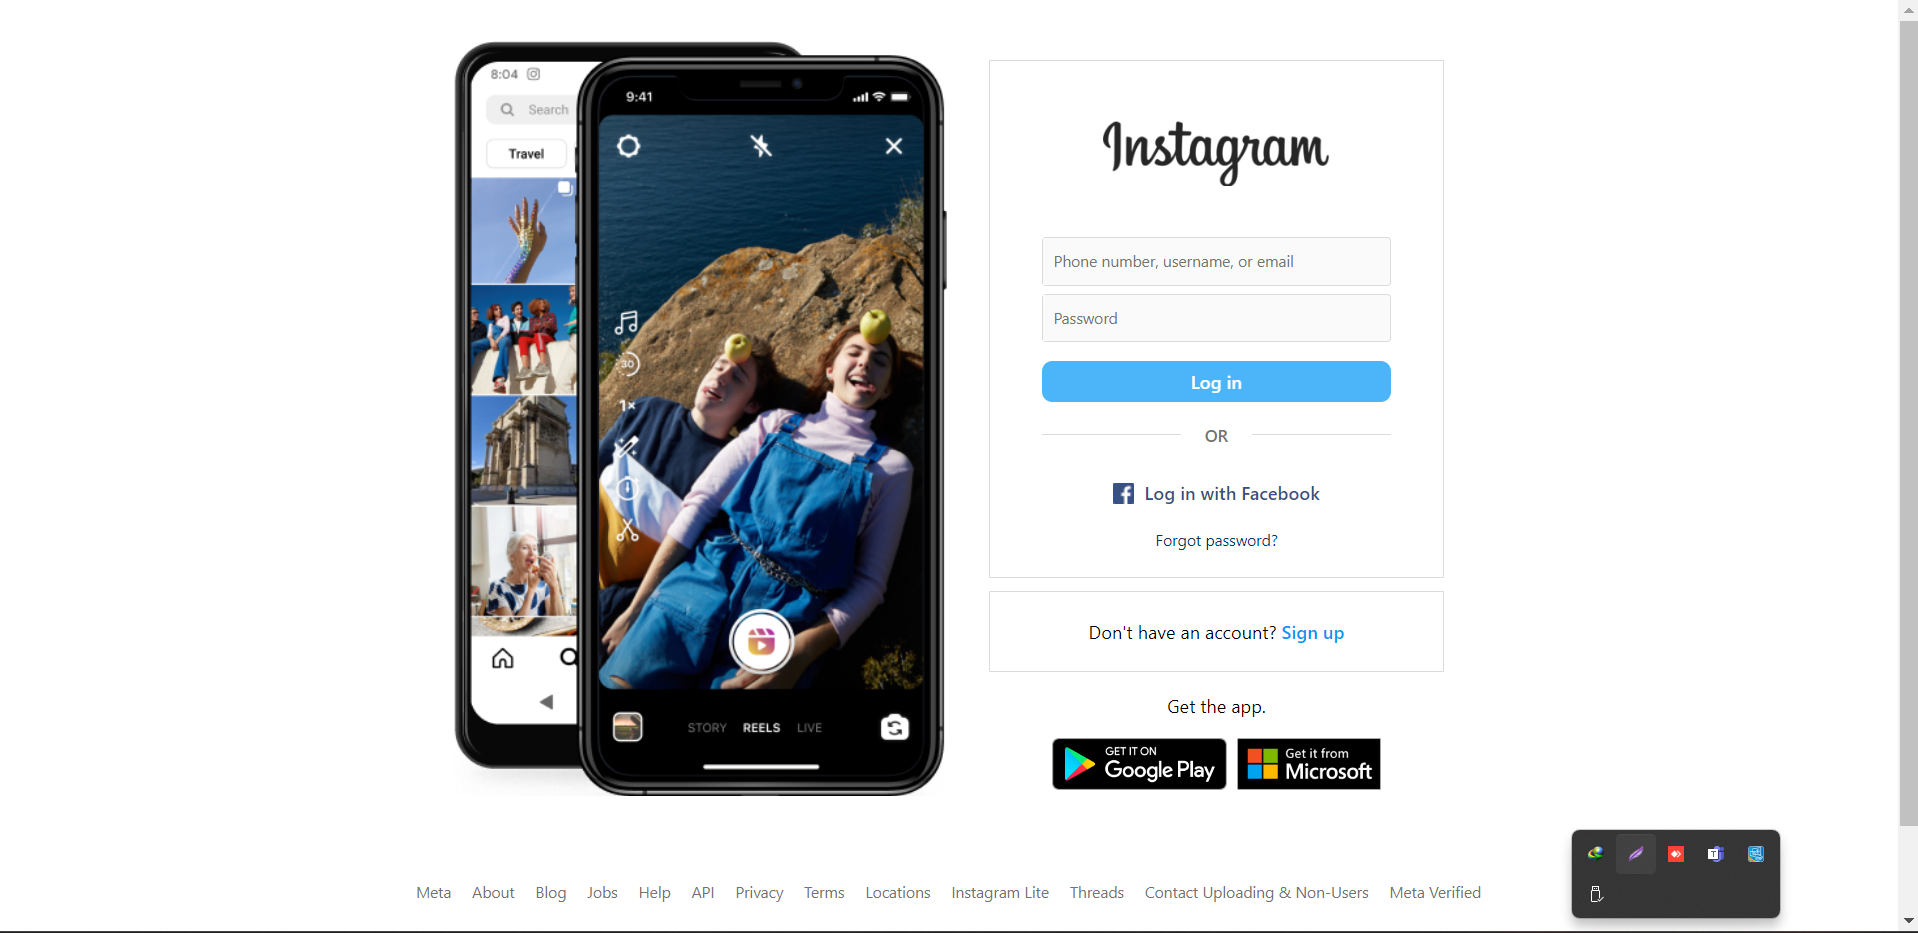 8:04
Search
Travel
9:41
30
1×
STORY REELS LIVE
Instagram
Phone number, username, or email
Password
Log in
OR
Log in with Facebook
Forgot password?
Don't have an account? Sign up
Get the app.
GET IT ON
Google Play
Get it from
Microsoft
Meta About Blog Jobs Help API Privacy Terms Locations Instagram Lite Threads Contact Uploading & Non-Users Meta Verified